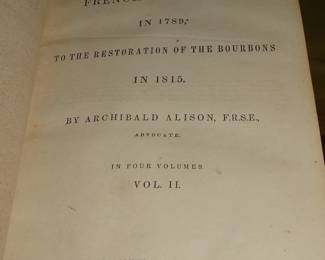 FRENCH
IN 1789,
TO THE RESTORATION OF THE BOURBONS
IN 1815.
BY ARCHIBALD ALISON, F.R.S.E.,
ADVOCATE.
IN FOUR VOLUMES
VOL. II.